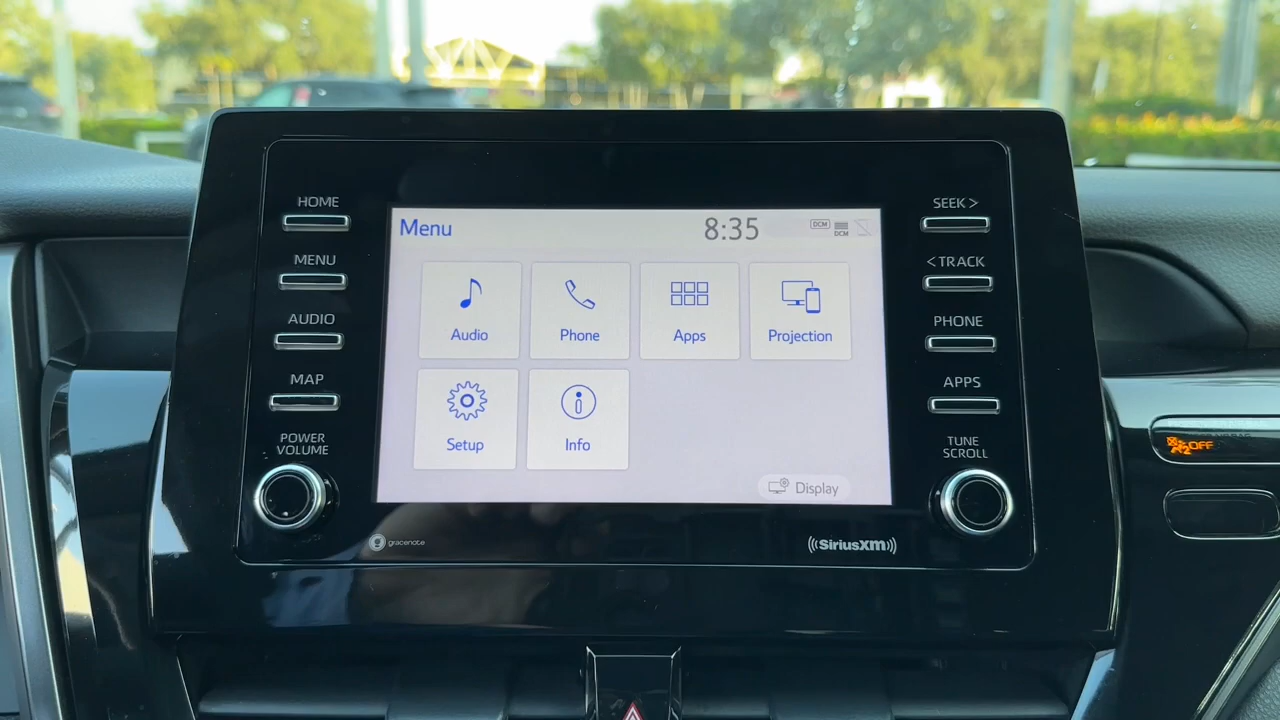 HOME
MENU
AUDIO
MAP
POWER
VOLUME
Menu
8:35
DCM
DCM
Audio
Phone
Apps
Projection
Setup
Info
Display
gracenote
SiriusXM
SEEK >
< TRACK
PHONE
APPS
TUNE
SCROLL
OFF